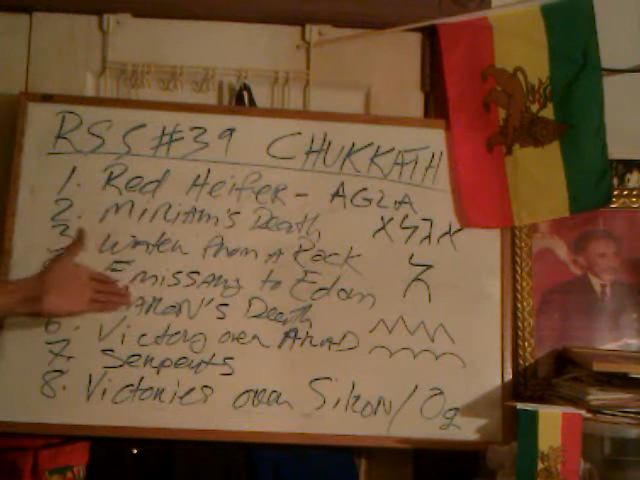 RSS#39 CHUKKATH
1. Red Heifer - AGLA
2. MIRIAM'S Death
3. Water from A Rock
Emissary to Edom
AARON'S Death
6. Victory over ARAD
7. Serpents
8. Victories over SIHON/Og